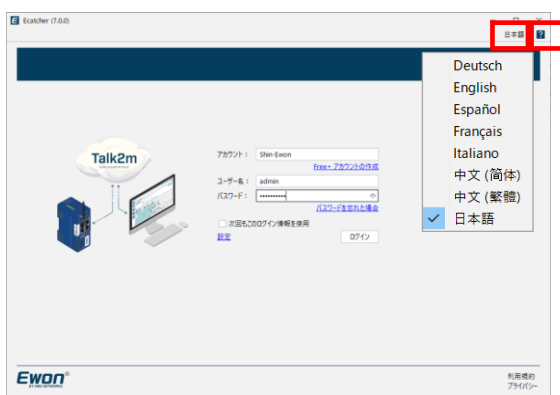 Ecatcher (7.0.0)
日本語
?
Deutsch
English
Español
Français
Italiano
中文 (简体)
中文 (繁體)
日本語
Talk2m
アカウント： Shin-Ewon
Free+ アカウントの作成
ユーザー名： admin
パスワード： ••••••••••
パスワードを忘れた場合
次回もこのログイン情報を使用
設定
ログイン
Ewon®
BY HMS NETWORKS
利用規約
プライバシー